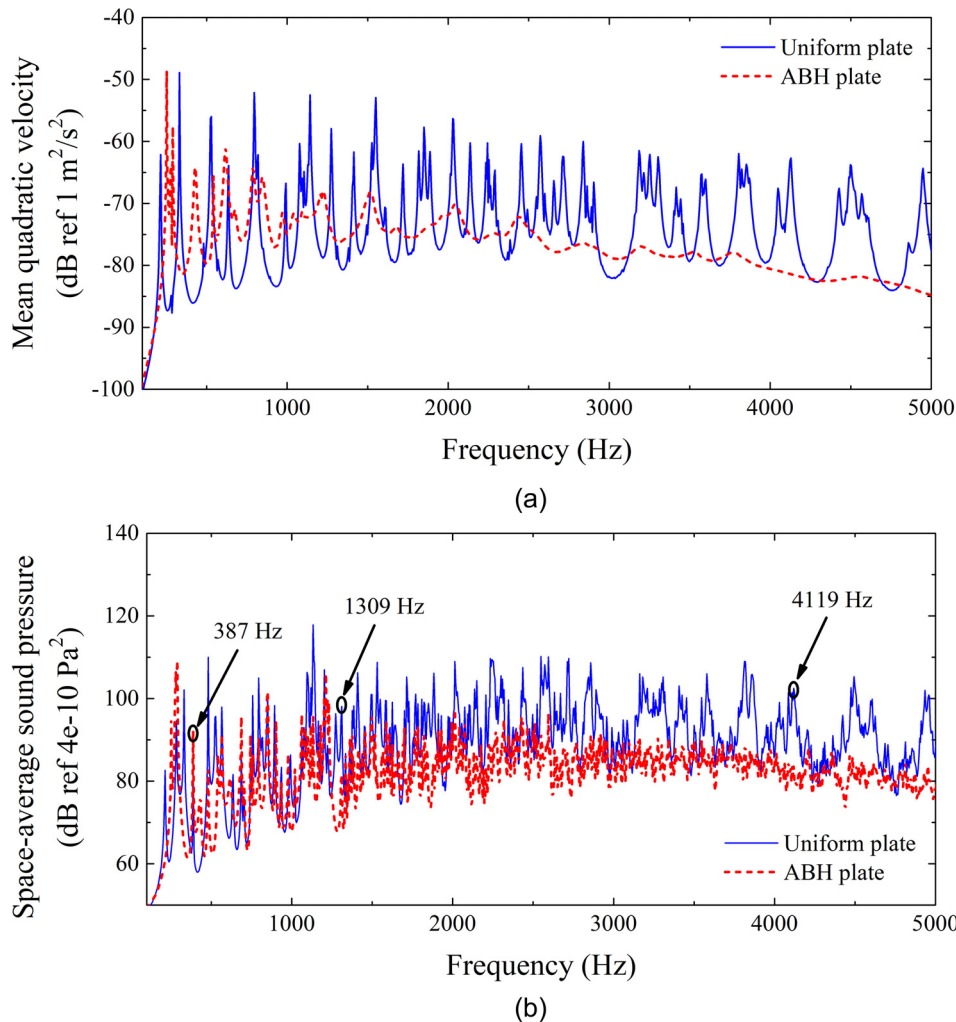 Mean quadratic velocity
(dB ref 1 m²/s²)
-40
-50
-60
-70
-80
-90
-100
Uniform plate
ABH plate
1000
2000
3000
4000
5000
Frequency (Hz)
(a)
Space-average sound pressure
(dB ref 4e-10 Pa²)
140
120
100
80
60
387 Hz
1309 Hz
4119 Hz
Uniform plate
ABH plate
1000
2000
3000
4000
5000
Frequency (Hz)
(b)